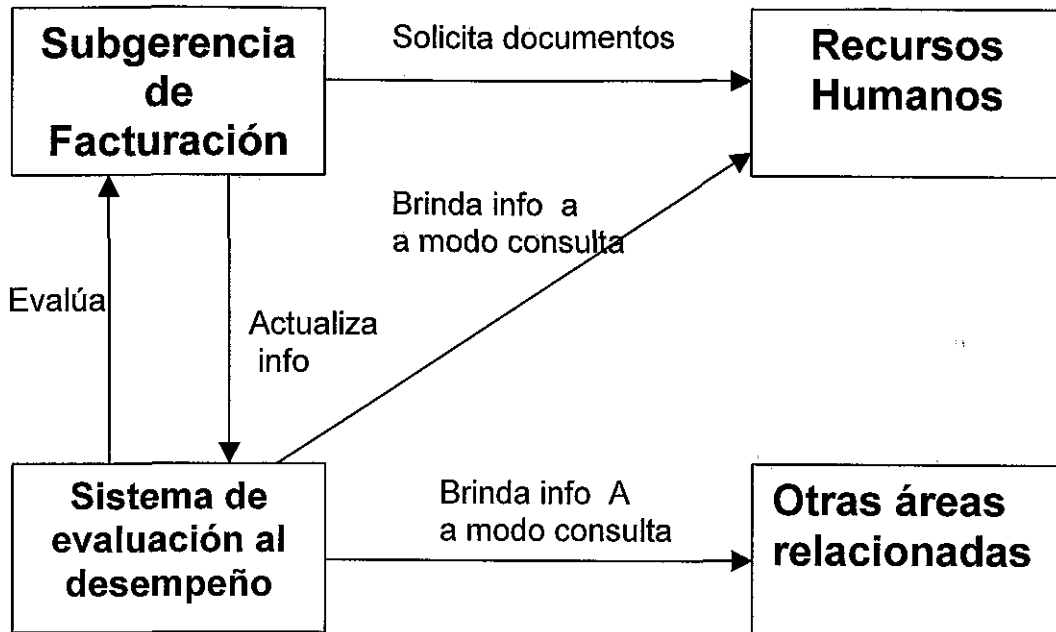 Subgerencia
de
Facturación
Solicita documentos
Recursos
Humanos
Brinda info a
a modo consulta
Evalúa
Actualiza
info
Sistema de
evaluación al
desempeño
Brinda info A
a modo consulta
Otras áreas
relacionadas